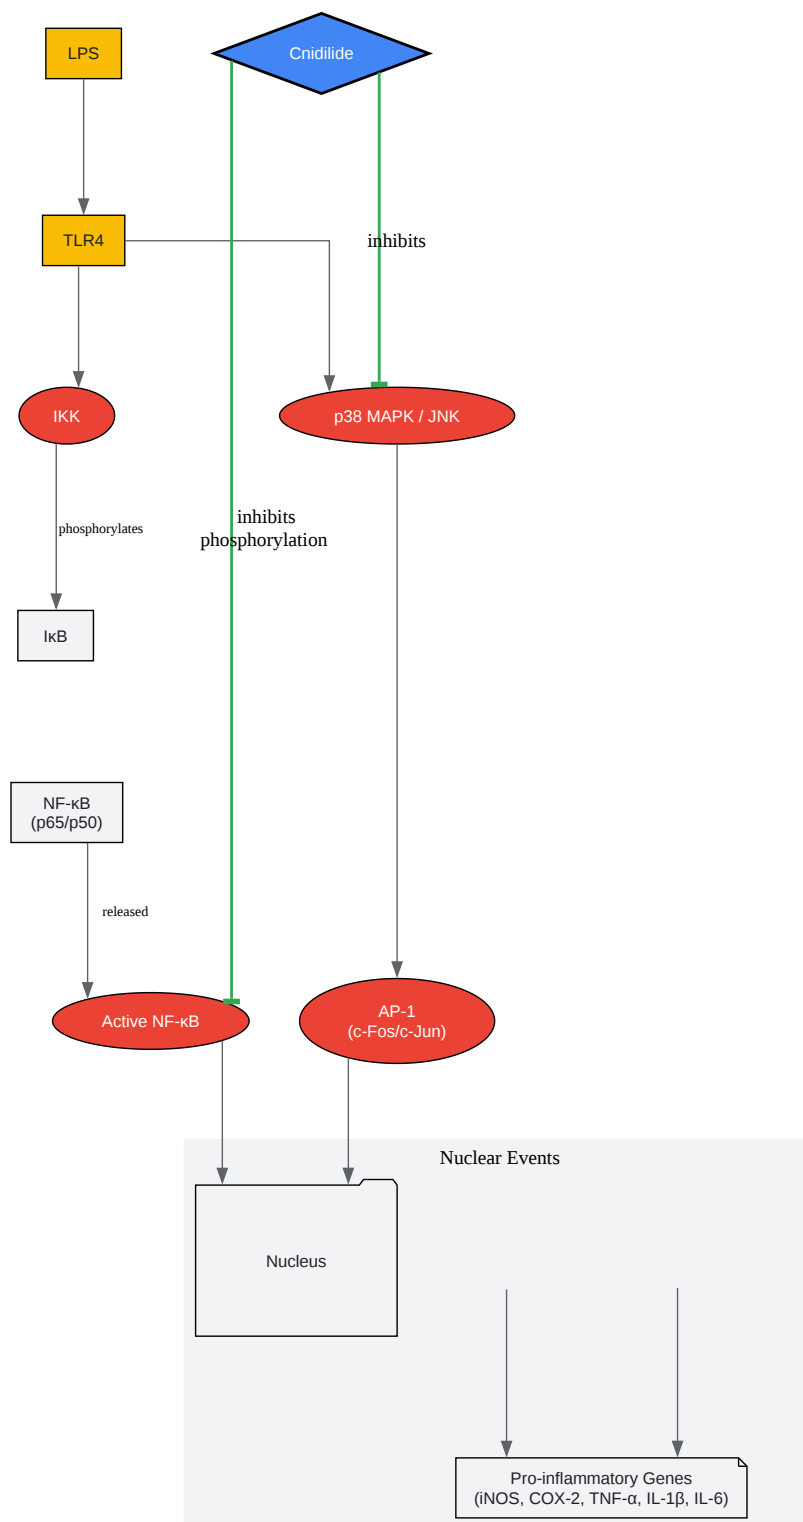 LPS
Cnidilide
TLR4
inhibits
IKK
p38 MAPK / JNK
inhibits
phosphorylation
phosphorylates
IκB
NF-κB
(p65/p50)
released
Active NF-κB
AP-1
(c-Fos/c-Jun)
Nuclear Events
Nucleus
Pro-inflammatory Genes
(iNOS, COX-2, TNF-α, IL-1β, IL-6)